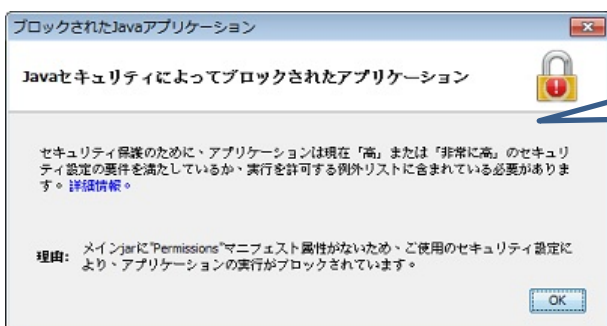 ブロックされたJavaアプリケーション
Javaセキュリティによってブロックされたアプリケーション
セキュリティ保護のために、アプリケーションは現在「高」または「非常に高」のセキュリ
ティ設定の要件を満たしているか、実行を許可する例外リストに含まれている必要がありま
す。詳細情報。
理由: メインjarに"Permissions"マニフェスト属性がないため、ご使用のセキュリティ設定に
より、アプリケーションの実行がブロックされています。
OK